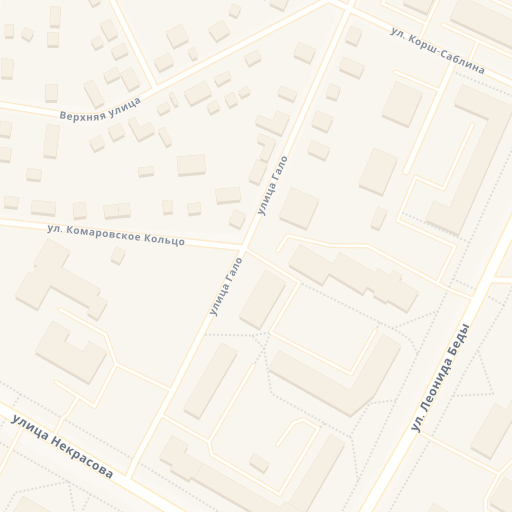 ул. Корш-Саблина
Верхняя улица
улица Гало
ул. Комаровское Кольцо
улица Гало
ул. Леонида Беды
улица Некрасова